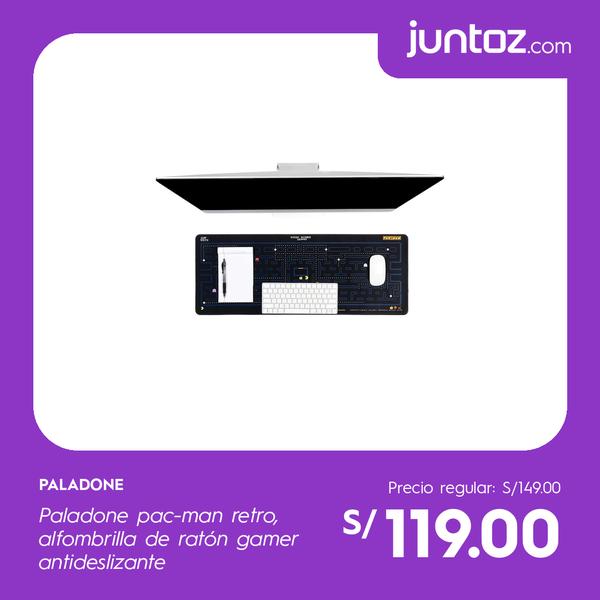 juntoz.com
PALADONE
Paladone pac-man retro,
alfombrilla de ratón gamer
antideslizante
Precio regular: S/149.00
S/119.00